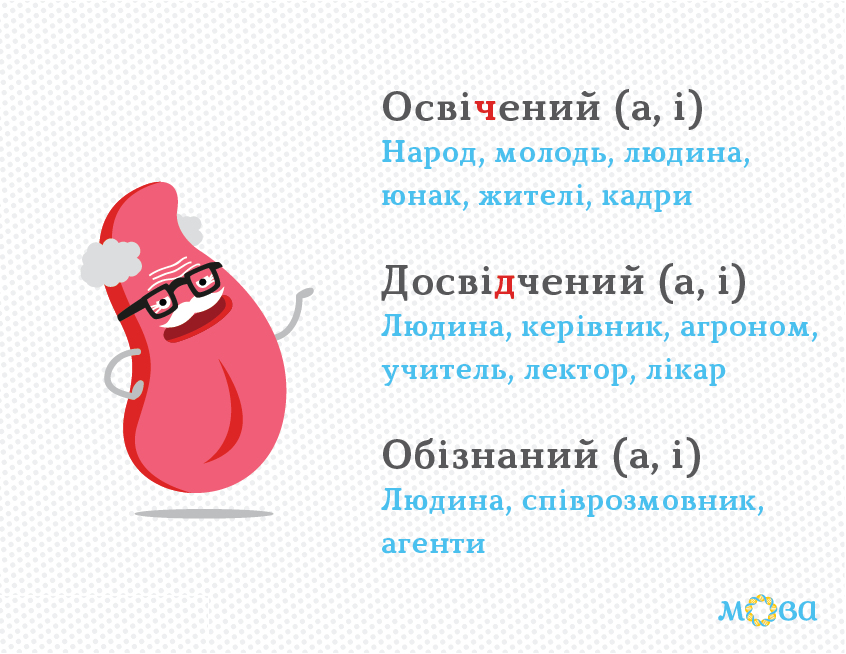 Освічений (а, і)
Народ, молодь, людина,
юнак, жителі, кадри
Досвідчений (а, і)
Людина, керівник, агроном,
учитель, лектор, лікар
Обізнаний (а, і)
Людина, співрозмовник,
агенти
мова